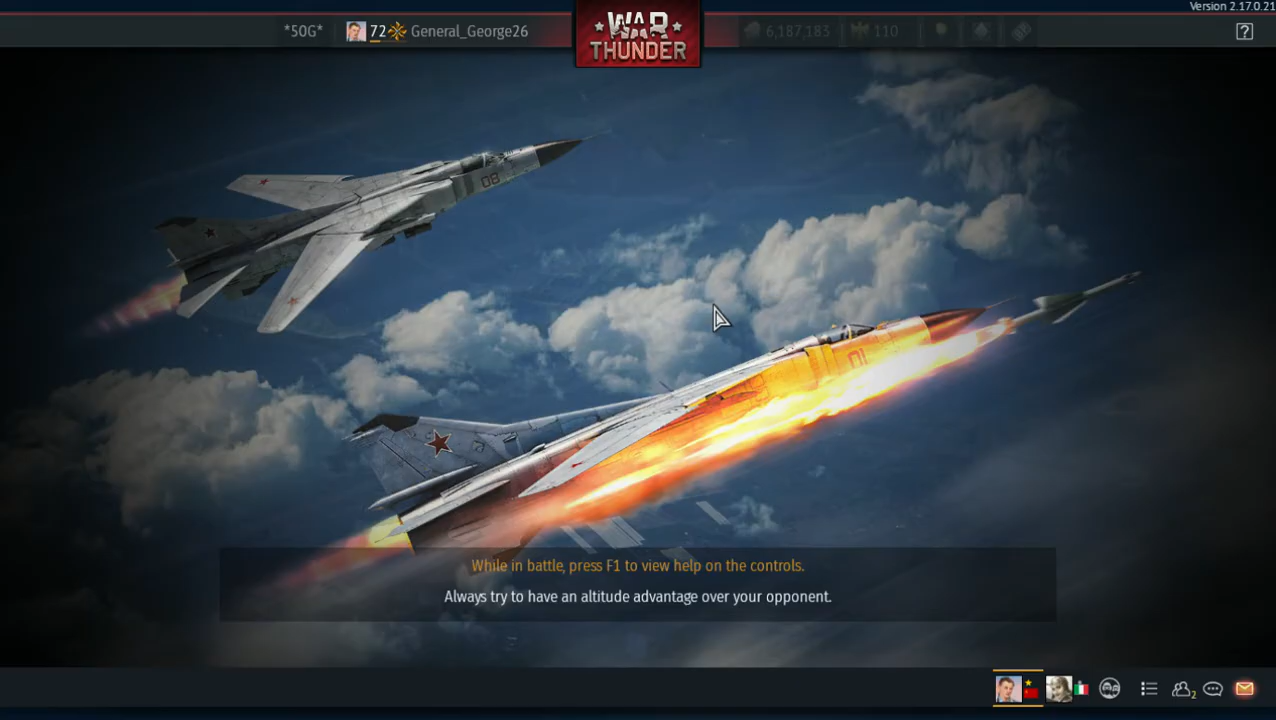 Version 2.17.0.21
*50G* 72 General_George26
WAR
THUNDER
6,187,183 110
?
08
01
While in battle, press F1 to view help on the controls.
Always try to have an altitude advantage over your opponent.
2